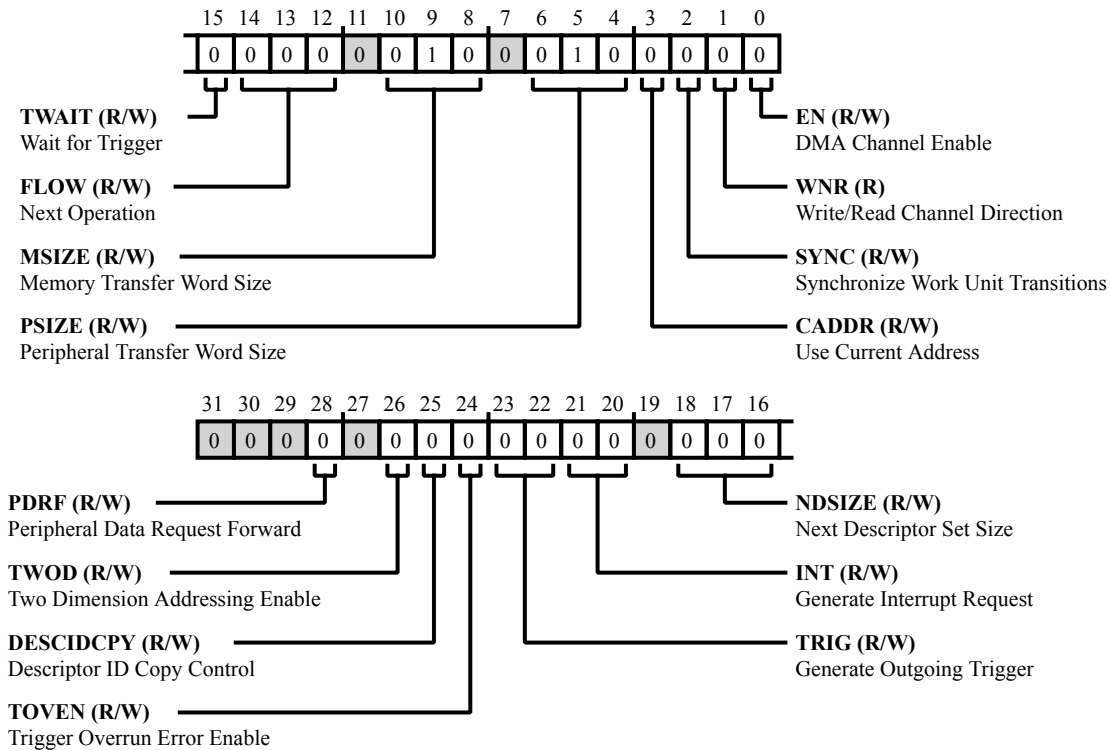 15 14 13 12 11 10 9 8 7 6 5 4 3 2 1 0
0 0 0 0 0 0 1 0 0 0 1 0 0 0 0 0
TWAIT (R/W)
Wait for Trigger
FLOW (R/W)
Next Operation
MSIZE (R/W)
Memory Transfer Word Size
PSIZE (R/W)
Peripheral Transfer Word Size
EN (R/W)
DMA Channel Enable
WNR (R)
Write/Read Channel Direction
SYNC (R/W)
Synchronize Work Unit Transitions
CADDR (R/W)
Use Current Address
31 30 29 28 27 26 25 24 23 22 21 20 19 18 17 16
0 0 0 0 0 0 0 0 0 0 0 0 0 0 0 0
PDRF (R/W)
Peripheral Data Request Forward
TWOD (R/W)
Two Dimension Addressing Enable
DESCIDCPY (R/W)
Descriptor ID Copy Control
TOVEN (R/W)
Trigger Overrun Error Enable
NDSIZE (R/W)
Next Descriptor Set Size
INT (R/W)
Generate Interrupt Request
TRIG (R/W)
Generate Outgoing Trigger